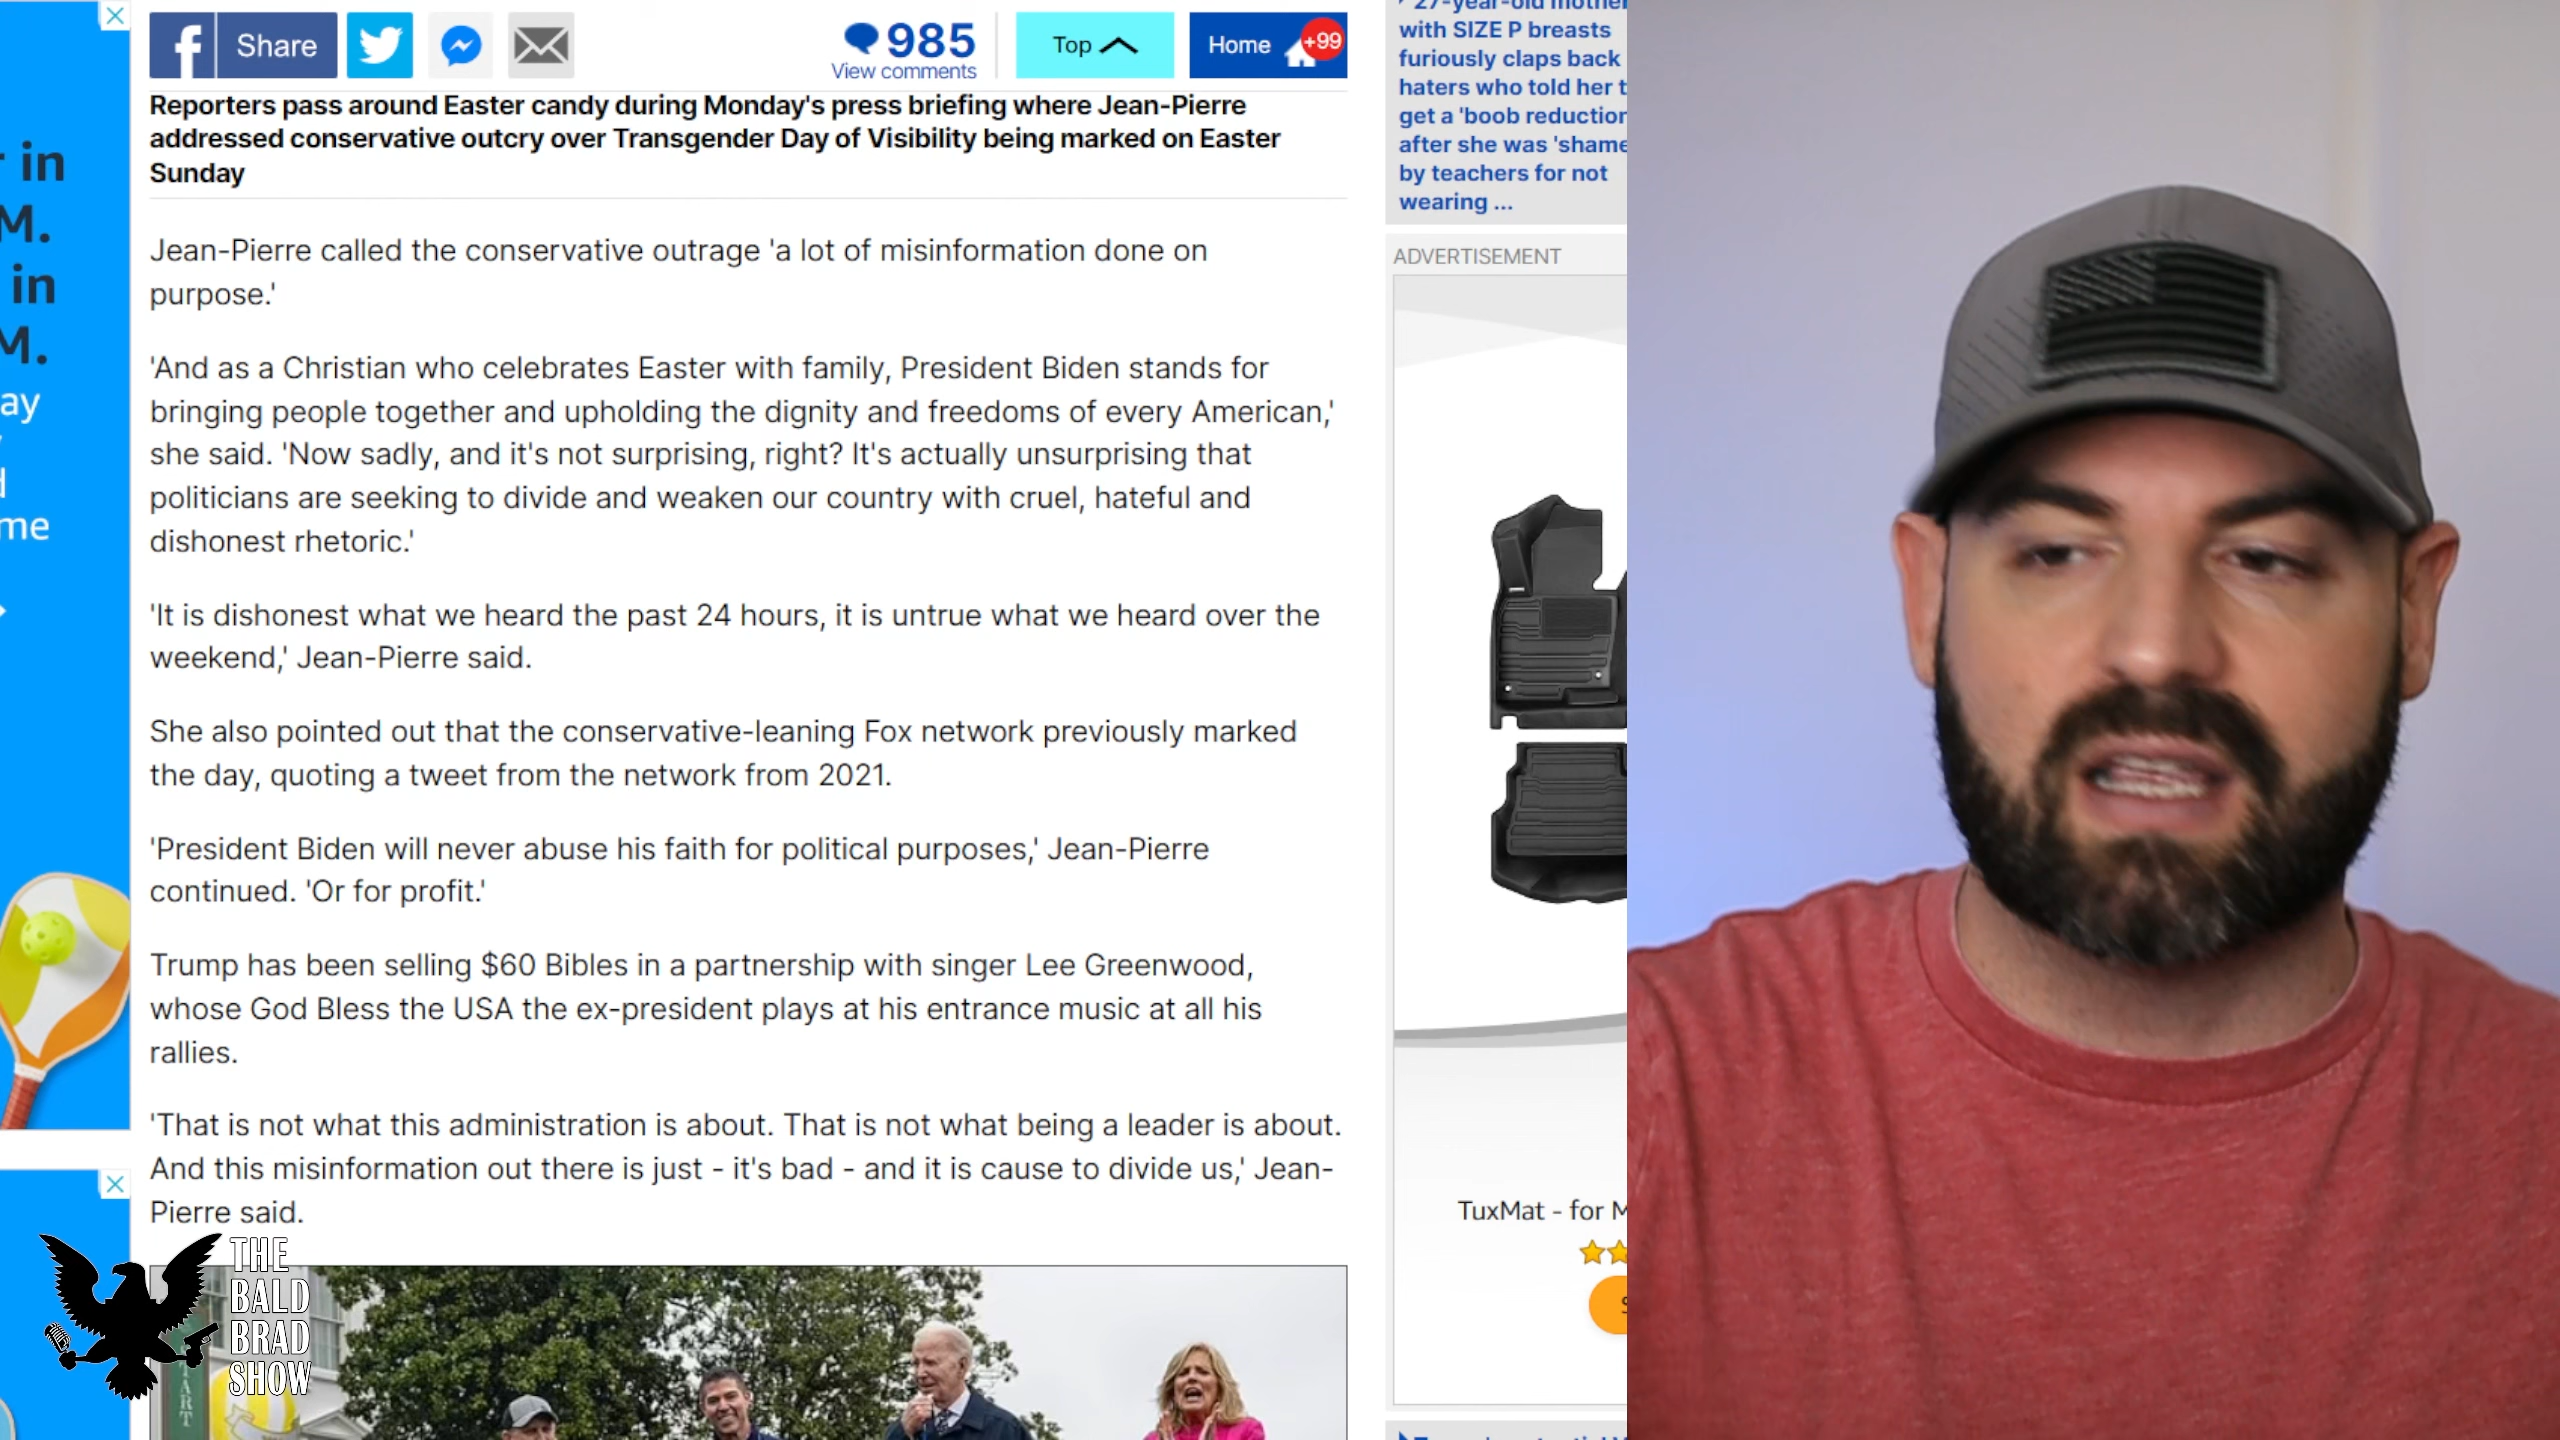 r in
M.
in
M.
ay
d
me
Share
985
View comments
Top
Home
+99
Reporters pass around Easter candy during Monday's press briefing where Jean-Pierre
addressed conservative outcry over Transgender Day of Visibility being marked on Easter
Sunday
Jean-Pierre called the conservative outrage 'a lot of misinformation done on
purpose.'
'And as a Christian who celebrates Easter with family, President Biden stands for
bringing people together and upholding the dignity and freedoms of every American,'
she said. 'Now sadly, and it's not surprising, right? It's actually unsurprising that
politicians are seeking to divide and weaken our country with cruel, hateful and
dishonest rhetoric.'
'It is dishonest what we heard the past 24 hours, it is untrue what we heard over the
weekend,' Jean-Pierre said.
She also pointed out that the conservative-leaning Fox network previously marked
the day, quoting a tweet from the network from 2021.
'President Biden will never abuse his faith for political purposes,' Jean-Pierre
continued. 'Or for profit.'
Trump has been selling $60 Bibles in a partnership with singer Lee Greenwood,
whose God Bless the USA the ex-president plays at his entrance music at all his
rallies.
'That is not what this administration is about. That is not what being a leader is about.
And this misinformation out there is just - it's bad - and it is cause to divide us,' Jean-
Pierre said.
27-year-old mother
with SIZE P breasts
furiously claps back
haters who told her t
get a 'boob reduction
after she was 'shame
by teachers for not
wearing ...
ADVERTISEMENT
TuxMat - for M
THE
BALD
BRAD
SHOW